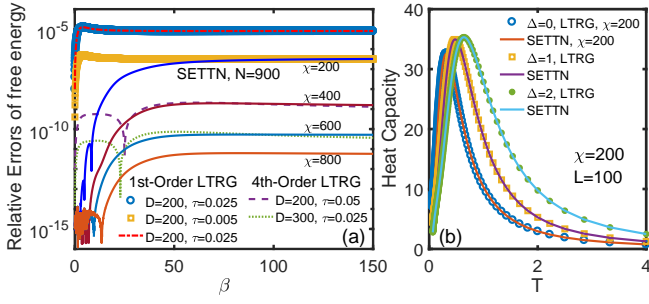 Relative Errors of free energy
10^-5
10^-10
10^-15
SETTN, N=900
χ=200
χ=400
χ=600
χ=800
1st-Order LTRG
D=200, τ=0.025
D=200, τ=0.005
D=200, τ=0.025
4th-Order LTRG
D=200, τ=0.05
D=300, τ=0.025
(a)
0 50 100 150
β
Heat Capacity
40
30
20
10
0
Δ=0, LTRG, χ=200
SETTN, χ=200
Δ=1, LTRG
SETTN
Δ=2, LTRG
SETTN
χ=200
L=100
(b)
0 2 4
T